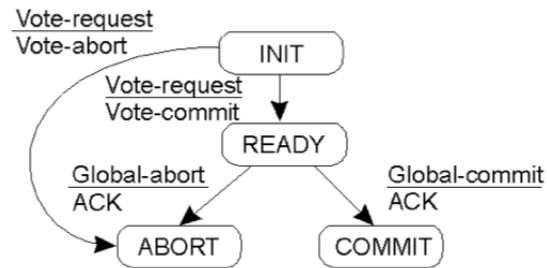 Vote-request
Vote-abort
INIT
Vote-request
Vote-commit
READY
Global-abort
ACK
Global-commit
ACK
ABORT
COMMIT